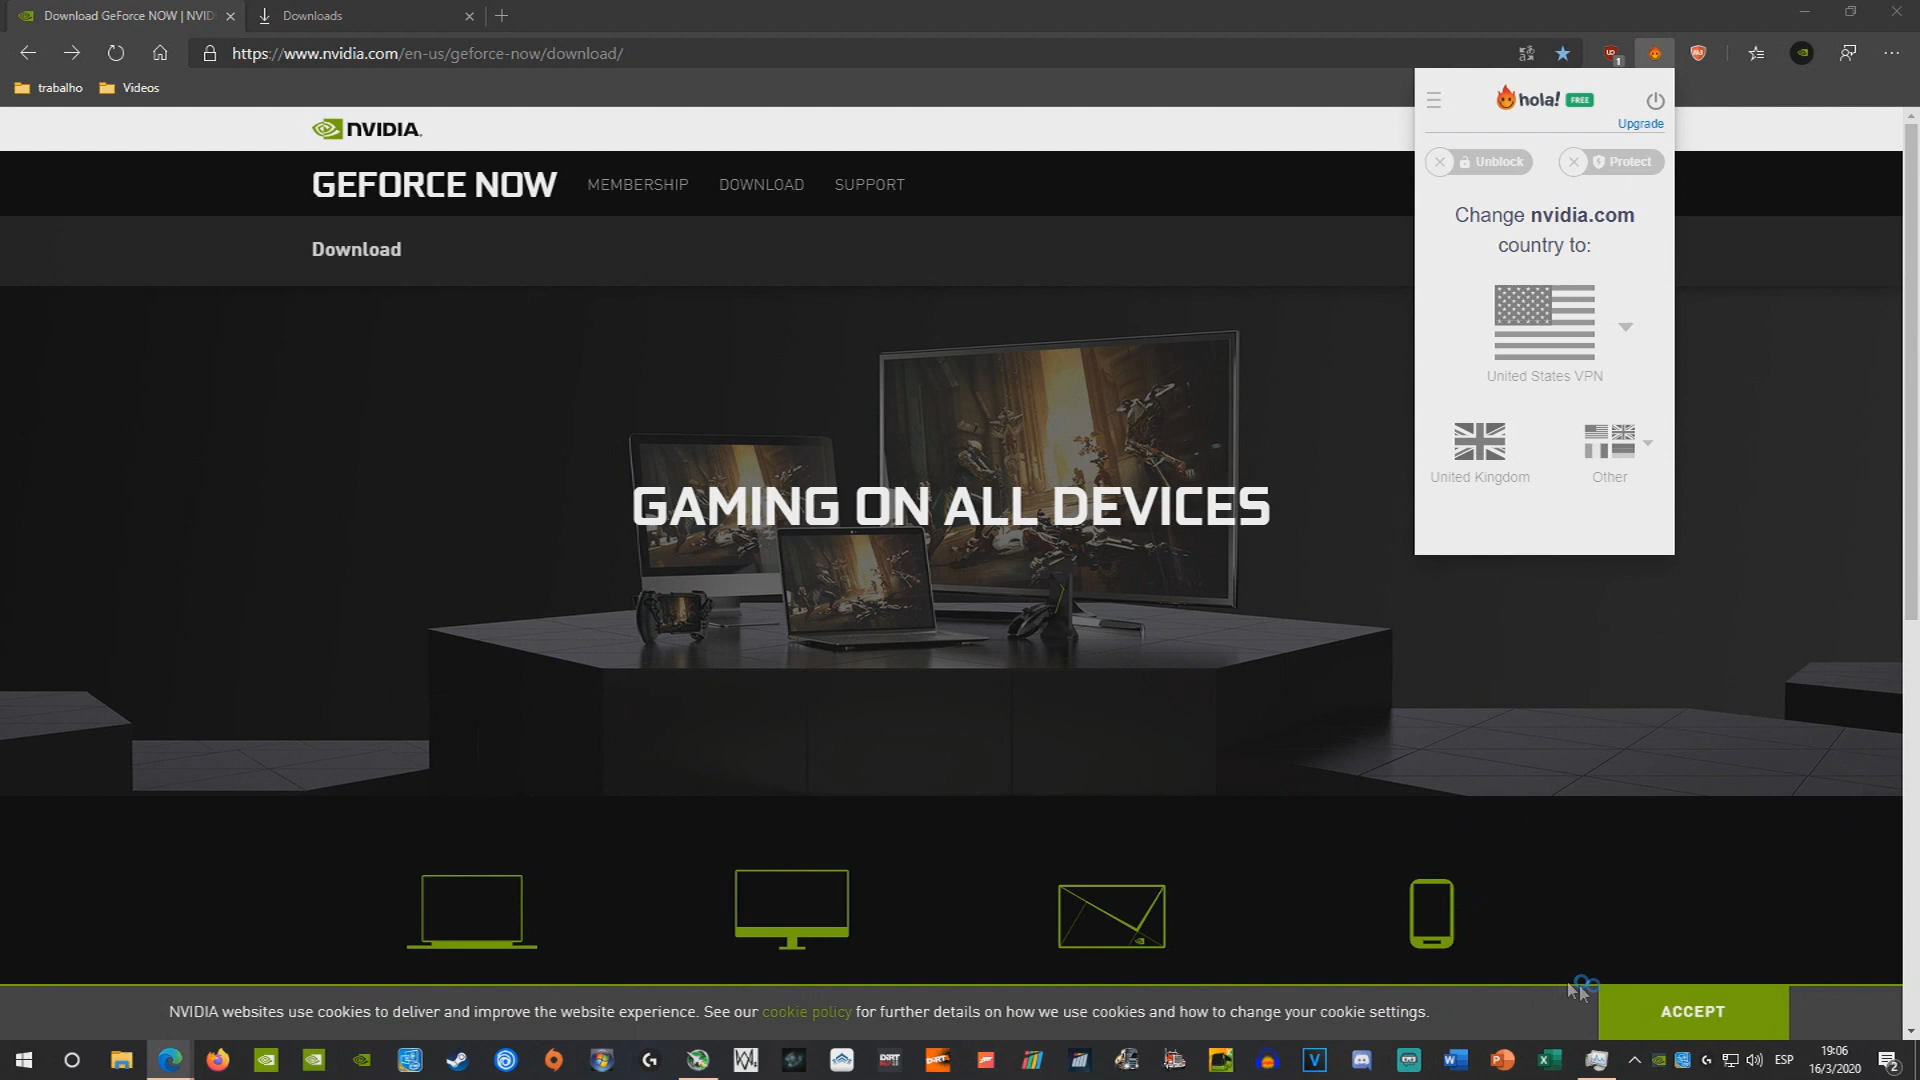 Download GeForce NOW | NVID
Downloads
https://www.nvidia.com/en-us/geforce-now/download/
1
trabalho
Videos
hola!
FREE
Upgrade
Unblock
Protect
Change nvidia.com
country to:
United States VPN
United Kingdom
Other
NVIDIA.
GEFORCE NOW
MEMBERSHIP
DOWNLOAD
SUPPORT
Download
GAMING ON ALL DEVICES
NVIDIA websites use cookies to deliver and improve the website experience. See our cookie policy for further details on how we use cookies and how to change your cookie settings.
ACCEPT
ESP
19:06
16/3/2020
2